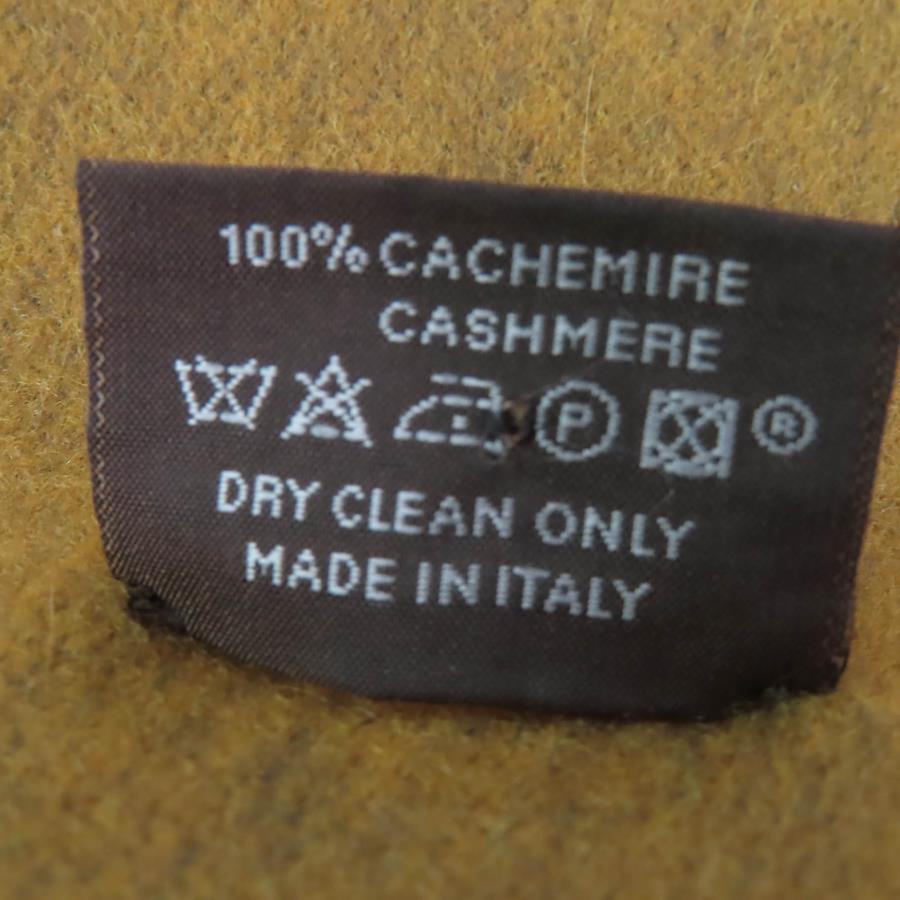 100% CACHEMIRE
CASHMERE
P ®
DRY CLEAN ONLY
MADE IN ITALY